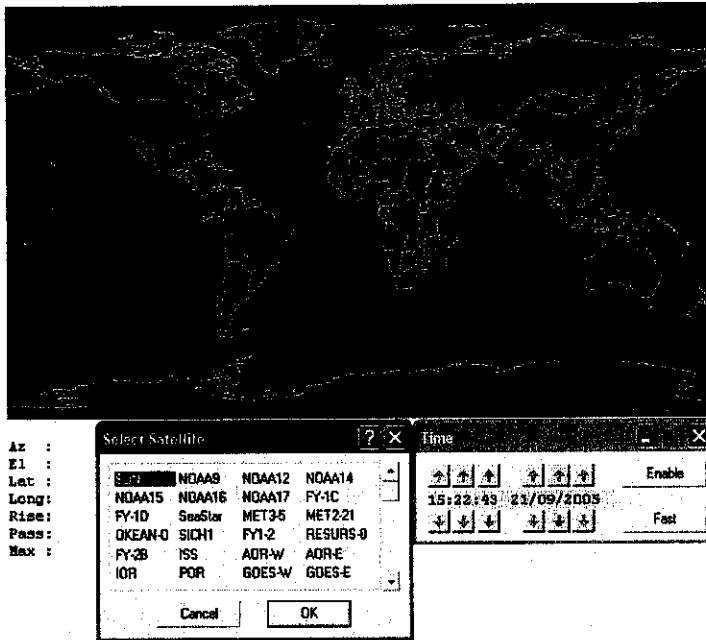 Az :
El :
Lat :
Long:
Rise:
Pass:
Max :
Select Satellite ? X
NOAA9 NOAA12 NOAA14
NOAA15 NOAA16 NOAA17 FY-1C
FY-1D SeaStar MET3-5 MET2-21
OKEAN-O SICH1 FY1-2 RESURS-0
FY-2B ISS AOR-W AOR-E
IOR POR GOES-W GOES-E
Cancel OK
Time
Enable
15:22:43 21/09/2005
Fast